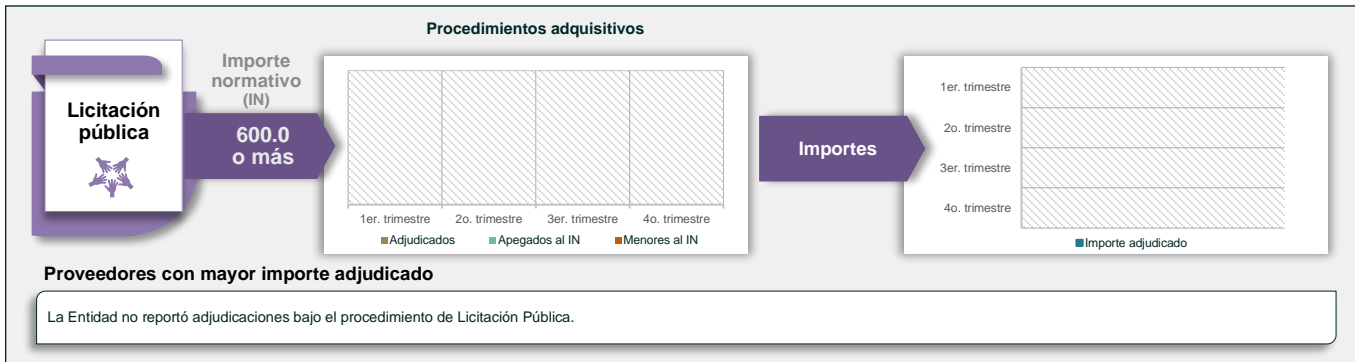 Procedimientos adquisitivos
Licitación
pública
Importe
normativo
(IN)
600.0
o más
1er. trimestre
2o. trimestre
3er. trimestre
4o. trimestre
Adjudicados
Apegados al IN
Menores al IN
Importes
1er. trimestre
2o. trimestre
3er. trimestre
4o. trimestre
Importe adjudicado
Proveedores con mayor importe adjudicado
La Entidad no reportó adjudicaciones bajo el procedimiento de Licitación Pública.